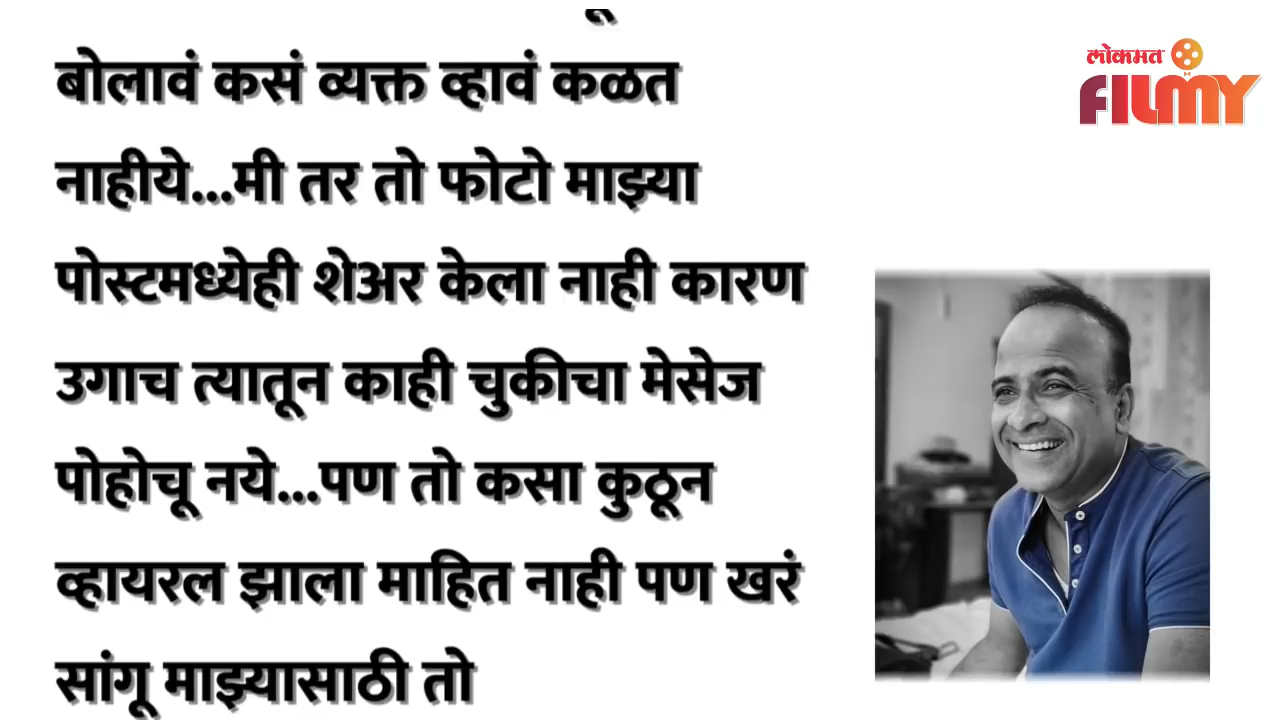 बोलावं कसं व्यक्त व्हावं कळत
नाहीये...मी तर तो फोटो माझ्या
पोस्टमध्येही शेअर केला नाही कारण
उगाच त्यातून काही चुकीचा मेसेज
पोहोचू नये...पण तो कसा कुठून
व्हायरल झाला माहित नाही पण खरं
सांगू माझ्यासाठी तो
लोकमत
FILMY